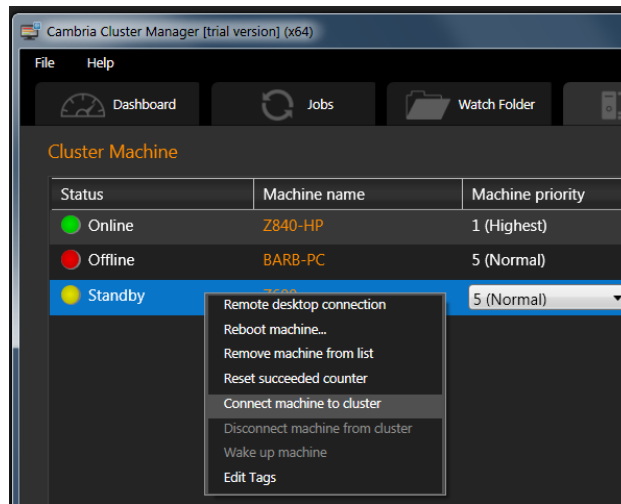 Cambria Cluster Manager [trial version] (x64)
File Help
Dashboard Jobs Watch Folder
Cluster Machine
Status Machine name Machine priority
Online Z840-HP 1 (Highest)
Offline BARB-PC 5 (Normal)
Standby 5 (Normal)
Remote desktop connection
Reboot machine...
Remove machine from list
Reset succeeded counter
Connect machine to cluster
Disconnect machine from cluster
Wake up machine
Edit Tags